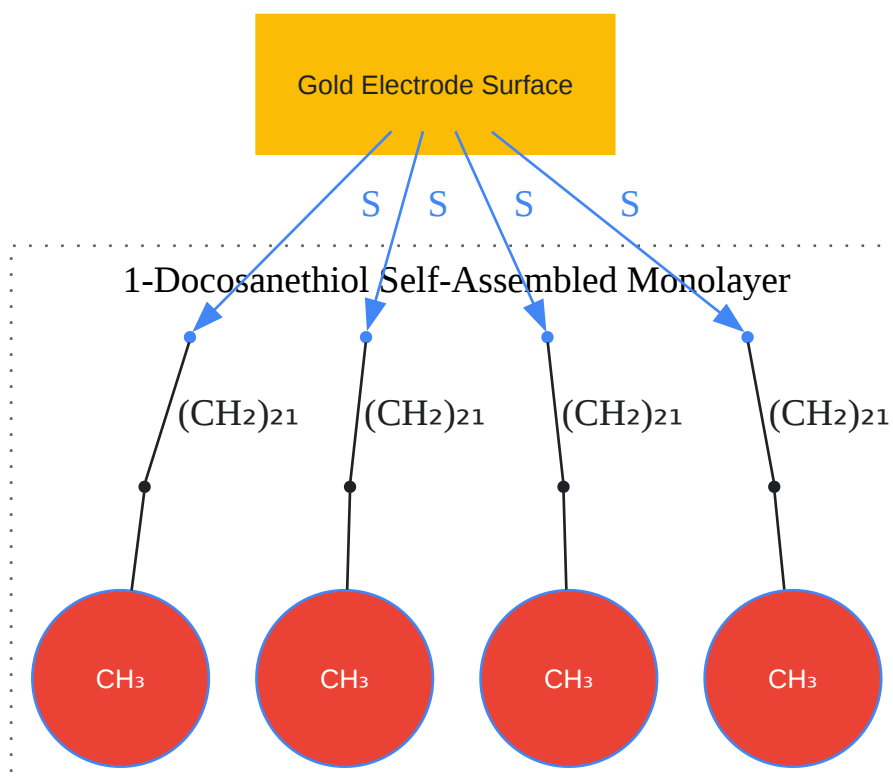 Gold Electrode Surface
S S S S
1-Docosanethiol Self-Assembled Monolayer
(CH₂)₂₁ (CH₂)₂₁ (CH₂)₂₁ (CH₂)₂₁
CH₃ CH₃ CH₃ CH₃